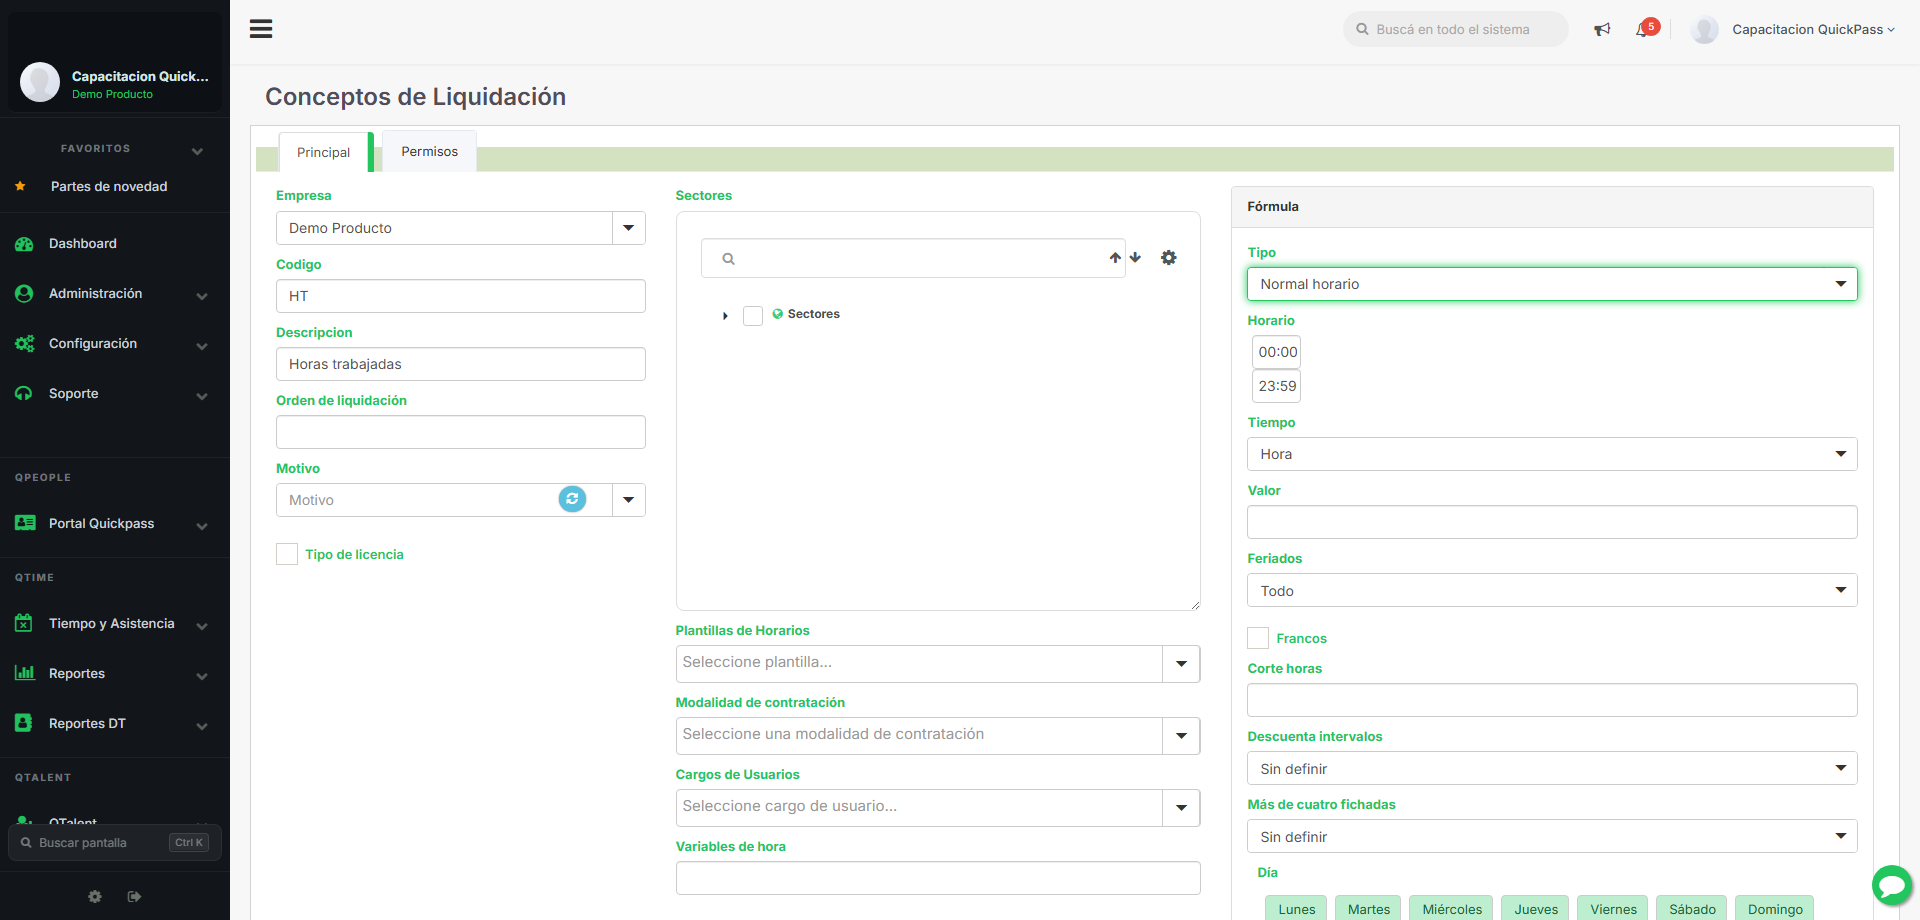 Capacitacion Quick...
Demo Producto
FAVORITOS
Partes de novedad
Dashboard
Administración
Configuración
Soporte
QPEOPLE
Portal Quickpass
QTIME
Tiempo y Asistencia
Reportes
Reportes DT
QTALENT
QTalent
Buscar pantalla
Ctrl K
Buscá en todo el sistema
5
Capacitacion QuickPass
Conceptos de Liquidación
Principal
Permisos
Empresa
Demo Producto
Codigo
HT
Descripcion
Horas trabajadas
Orden de liquidación
Motivo
Motivo
Tipo de licencia
Sectores
Sectores
Plantillas de Horarios
Seleccione plantilla...
Modalidad de contratación
Seleccione una modalidad de contratación
Cargos de Usuarios
Seleccione cargo de usuario...
Variables de hora
Fórmula
Tipo
Normal horario
Horario
00:00
23:59
Tiempo
Hora
Valor
Feriados
Todo
Francos
Corte horas
Descuenta intervalos
Sin definir
Más de cuatro fichadas
Sin definir
Día
Lunes Martes Miércoles Jueves Viernes Sábado Domingo